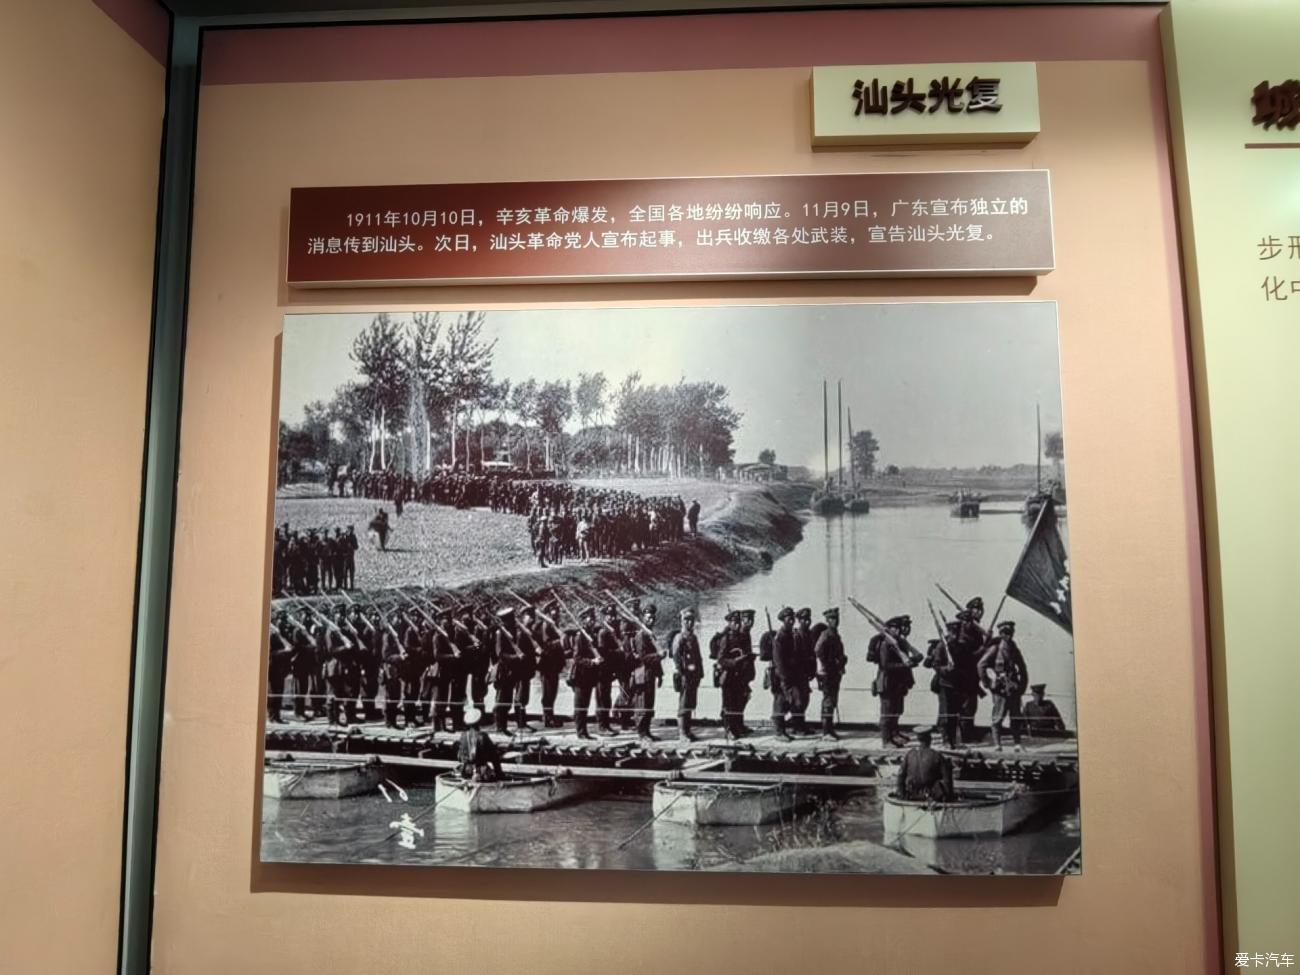 汕头光复
1911年10月10日，辛亥革命爆发，全国各地纷纷响应。11月9日，广东宣布独立的
消息传到汕头。次日，汕头革命党人宣布起事，出兵收缴各处武装，宣告汕头光复。
城
步形
化中
壹
爱卡汽车